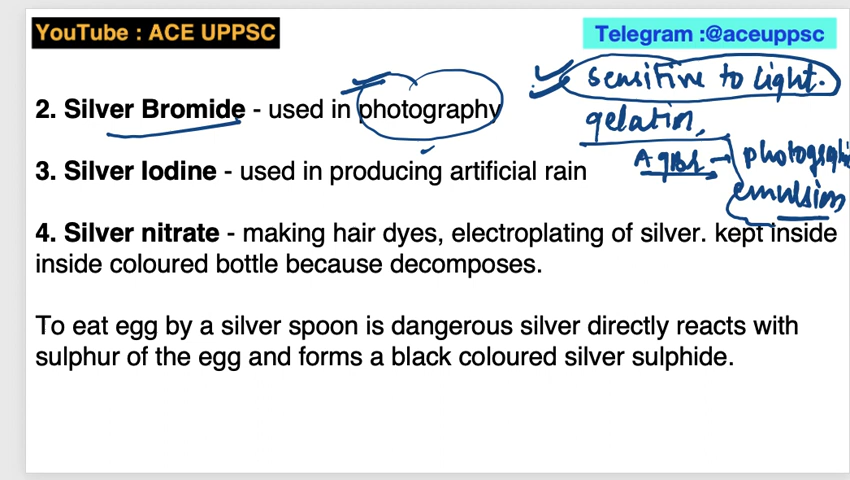 YouTube : ACE UPPSC
Telegram :@aceuppsc
sensitive to light.
2. Silver Bromide - used in photography
gelatin,
AgBr → photographic
emulsion
3. Silver Iodine - used in producing artificial rain
4. Silver nitrate - making hair dyes, electroplating of silver. kept inside
inside coloured bottle because decomposes.
To eat egg by a silver spoon is dangerous silver directly reacts with
sulphur of the egg and forms a black coloured silver sulphide.